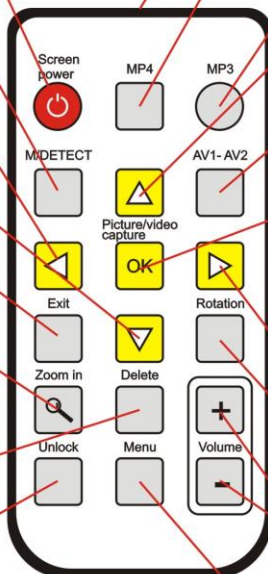 Screen
power
MP4
MP3
M/DETECT
AV1- AV2
Picture/video
capture
OK
Exit
Rotation
Zoom in
Delete
+
Unlock
Menu
Volume
-